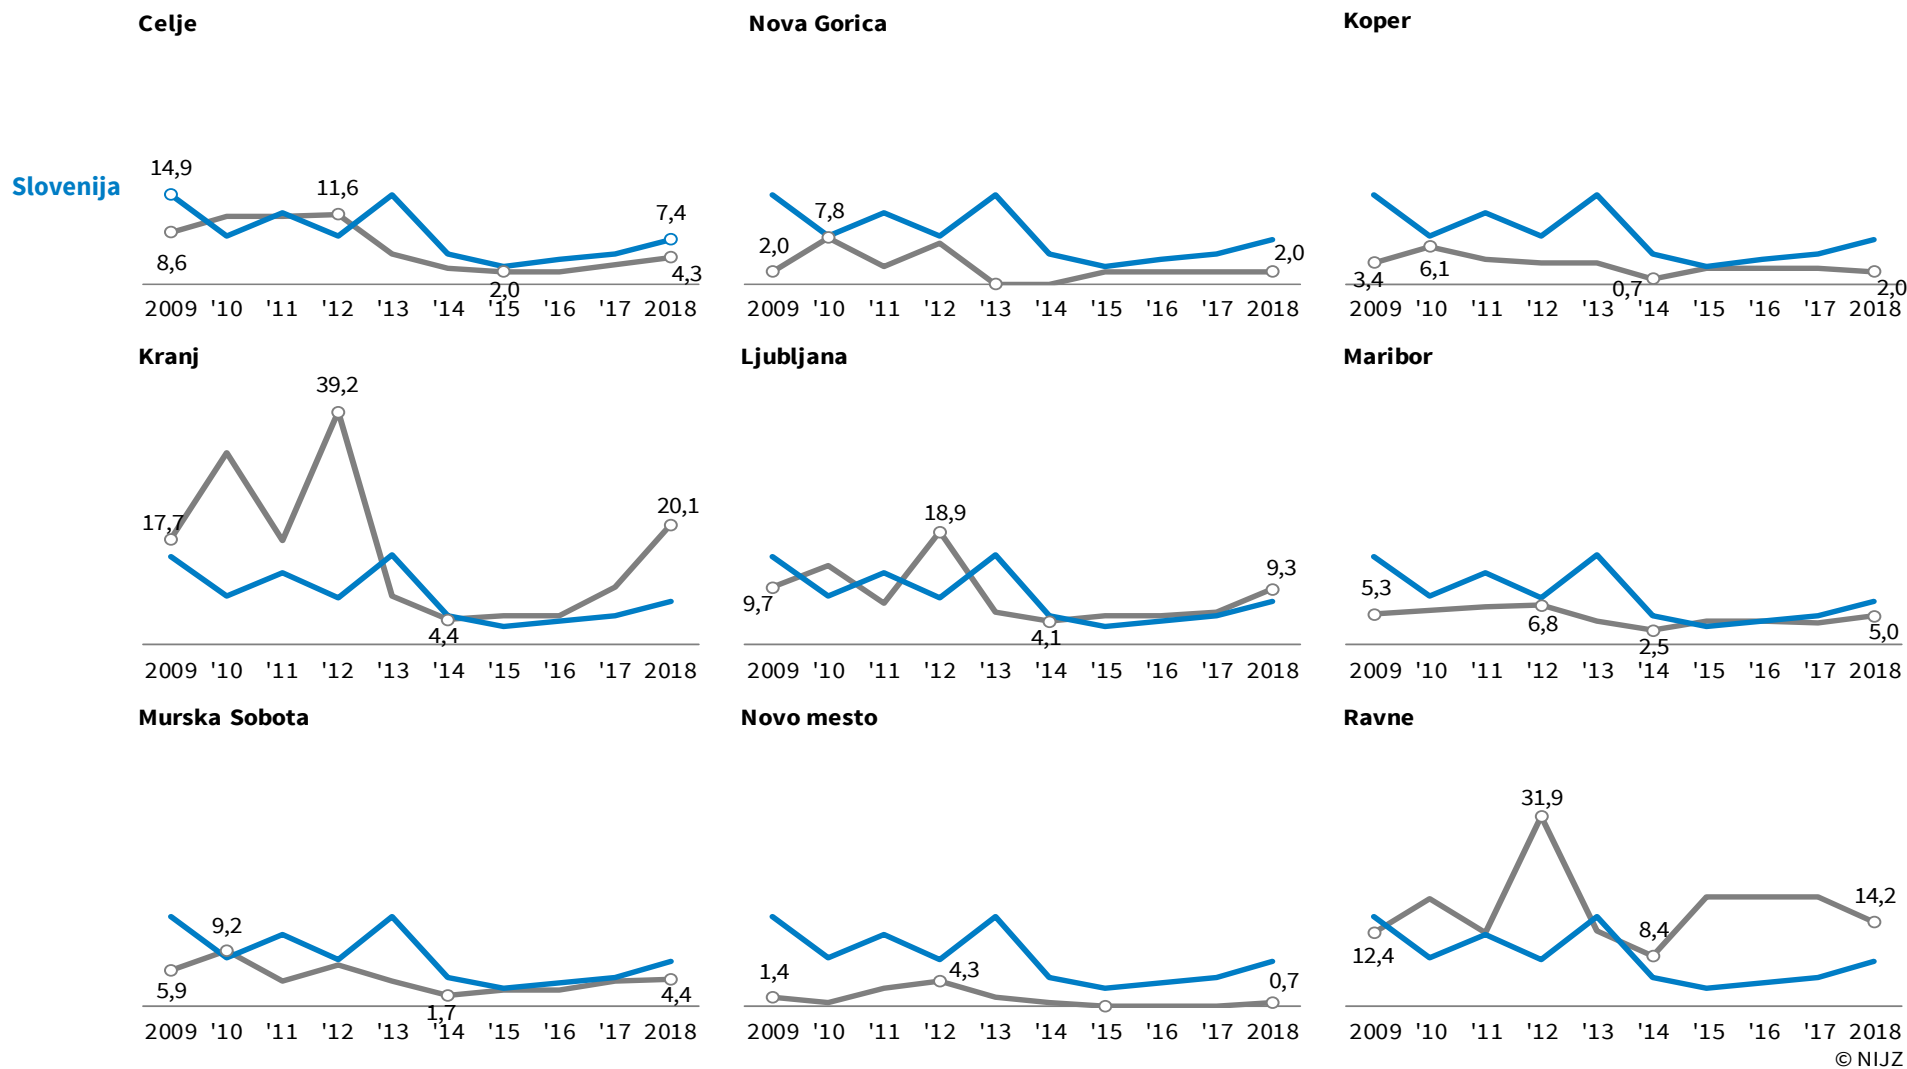 Celje
Nova Gorica
Koper
Slovenija
14,9
11,6
7,4
8,6
2,0
4,3
2009 '10 '11 '12 '13 '14 '15 '16 '17 2018
2,0
7,8
2,0
2009 '10 '11 '12 '13 '14 '15 '16 '17 2018
3,4
6,1
0,7
2,0
2009 '10 '11 '12 '13 '14 '15 '16 '17 2018
Kranj
Ljubljana
Maribor
39,2
17,7
20,1
4,4
2009 '10 '11 '12 '13 '14 '15 '16 '17 2018
18,9
9,7
9,3
4,1
2009 '10 '11 '12 '13 '14 '15 '16 '17 2018
5,3
6,8
2,5
5,0
2009 '10 '11 '12 '13 '14 '15 '16 '17 2018
Murska Sobota
Novo mesto
Ravne
9,2
5,9
1,7
4,4
2009 '10 '11 '12 '13 '14 '15 '16 '17 2018
1,4
4,3
0,7
2009 '10 '11 '12 '13 '14 '15 '16 '17 2018
31,9
12,4
8,4
14,2
2009 '10 '11 '12 '13 '14 '15 '16 '17 2018
© NIJZ